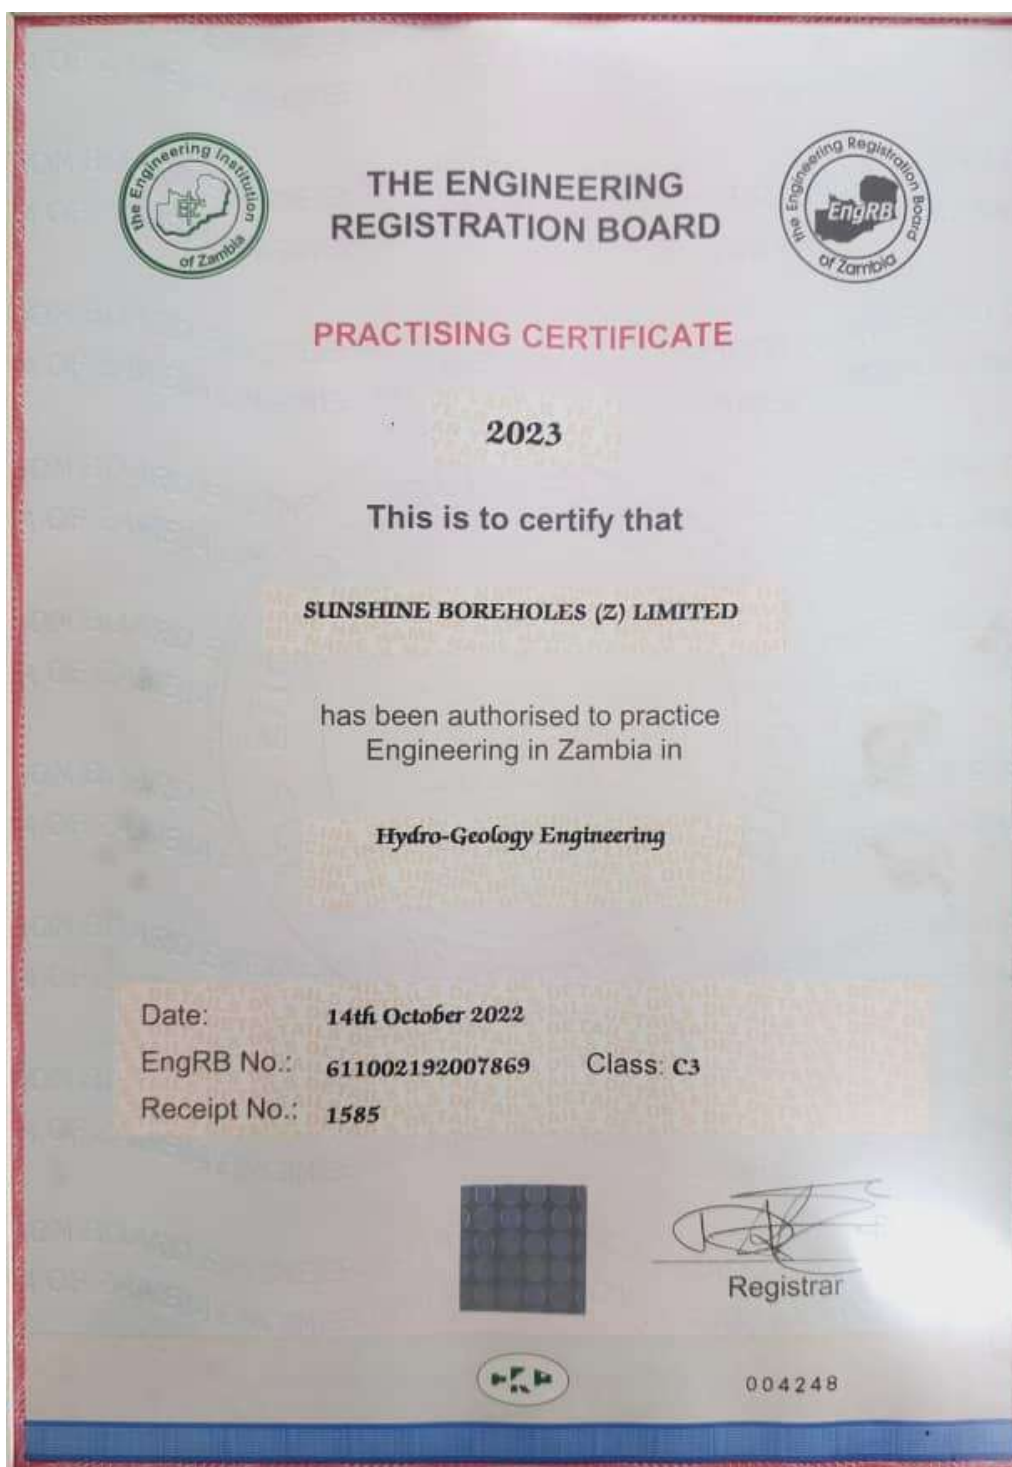 the Engineering Institution
of Zambia
EIZ
THE ENGINEERING
REGISTRATION BOARD
the Engineering Registration Board
of Zambia
EngRB
PRACTISING CERTIFICATE
2023
This is to certify that
SUNSHINE BOREHOLES (Z) LIMITED
has been authorised to practice
Engineering in Zambia in
Hydro-Geology Engineering
Date: 14th October 2022
EngRB No.: 611002192007869 Class: C3
Receipt No.: 1585
Registrar
004248